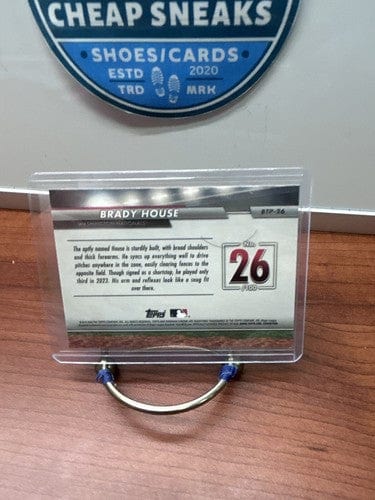 CHEAP SNEAKS
SHOES/CARDS
ESTD 2020
TRD MRK
BRADY HOUSE
BTP-26
The aptly named House is sturdily built, with broad shoulders
and thick forearms. He syncs up everything well to drive
pitches anywhere in the zone, easily clearing fences to the
opposite field. Though signed as a shortstop, he played only
third in 2023. His arm and reflexes look like a snug fit
over there.
No.
26
/100
Topps